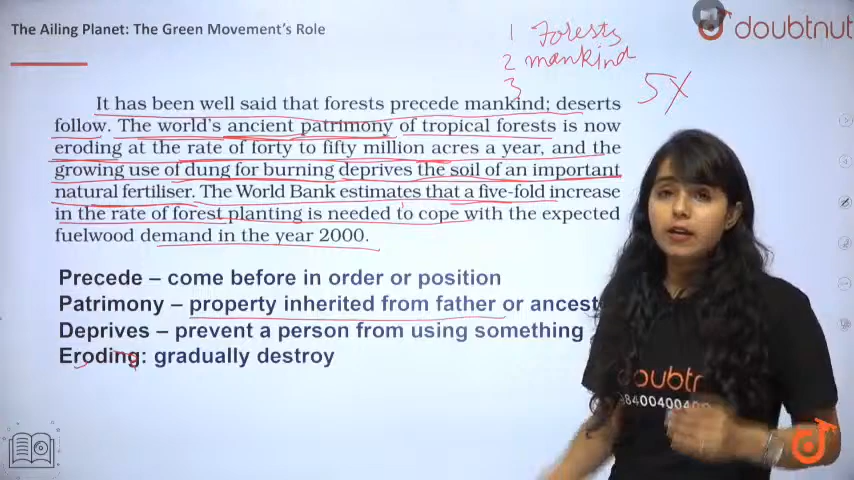 The Ailing Planet: The Green Movement's Role
1 Forests
2 mankind
3
5X
doubtnut
It has been well said that forests precede mankind; deserts
follow. The world's ancient patrimony of tropical forests is now
eroding at the rate of forty to fifty million acres a year, and the
growing use of dung for burning deprives the soil of an important
natural fertiliser. The World Bank estimates that a five-fold increase
in the rate of forest planting is needed to cope with the expected
fuelwood demand in the year 2000.
Precede – come before in order or position
Patrimony – property inherited from father or ancest
Deprives – prevent a person from using something
Eroding: gradually destroy
doubtn